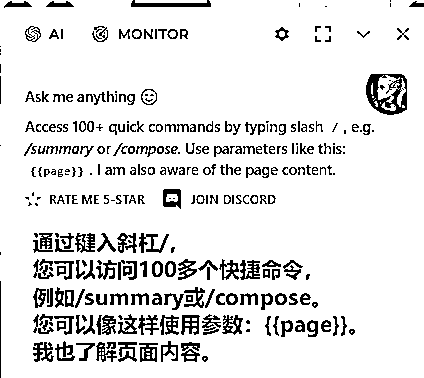 AI MONITOR
Ask me anything 😊
Access 100+ quick commands by typing slash / , e.g.
/summary or /compose. Use parameters like this:
{{page}} . I am also aware of the page content.
RATE ME 5-STAR JOIN DISCORD
通过键入斜杠/,
您可以访问100多个快捷命令,
例如/summary或/compose。
您可以像这样使用参数：{{page}}。
我也了解页面内容。